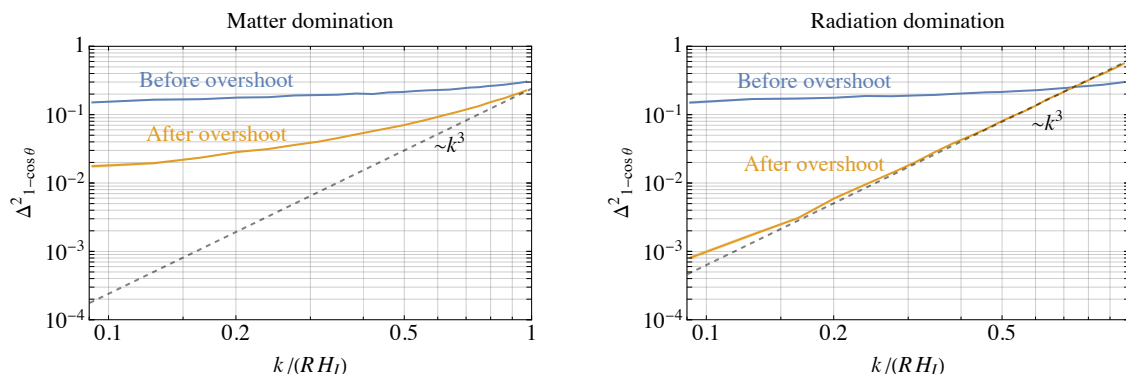 Matter domination
1
Before overshoot
10⁻¹
After overshoot
~k³
10⁻²
10⁻³
10⁻⁴
Δ²₁₋cos θ
0.1 0.2 0.5 1
k/(R H_I)
Radiation domination
1
Before overshoot
10⁻¹
~k³
After overshoot
10⁻²
10⁻³
10⁻⁴
Δ²₁₋cos θ
0.1 0.2 0.5
k/(R H_I)